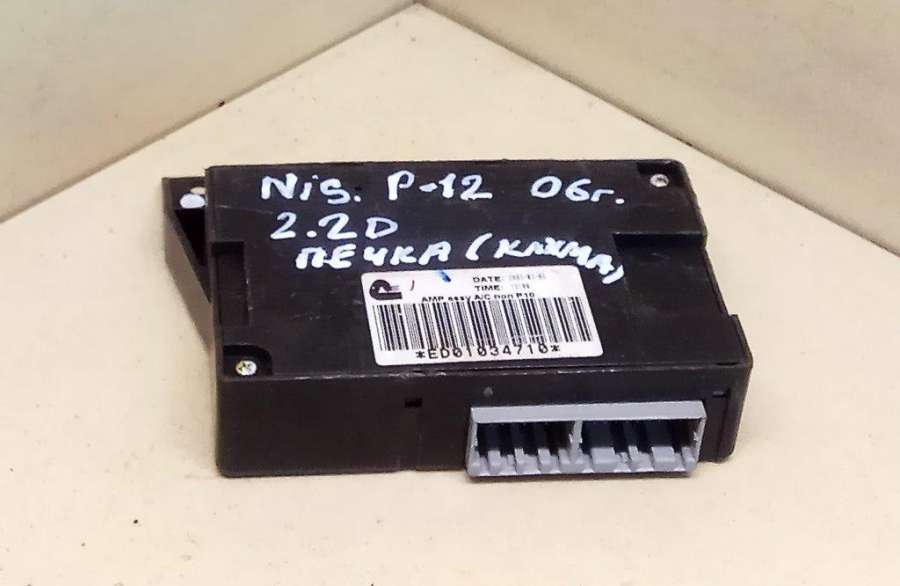 Nis. P-12 06г.
2.2D
ПЕЧКА (КЛИМА)
DATE:
TIME:
AMP assy A/C non P10
*ED01034710*